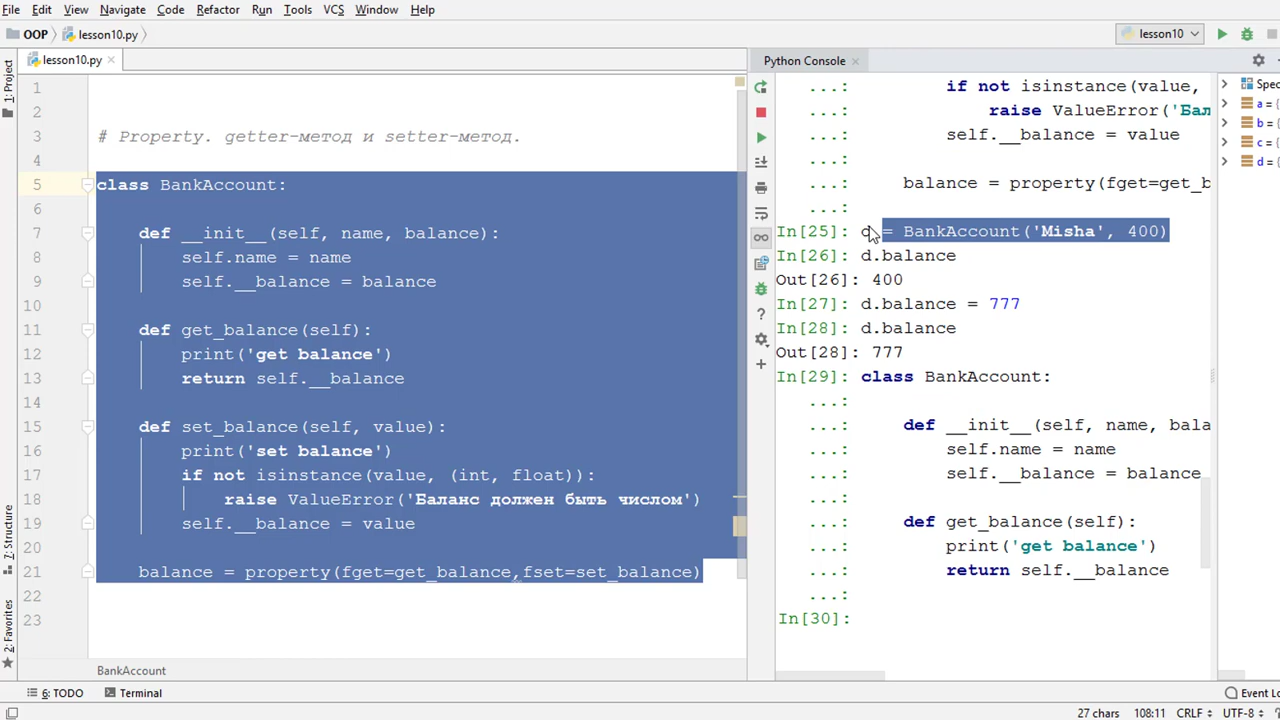 File Edit View Navigate Code Refactor Run Tools VCS Window Help
OOP lesson10.py lesson10
lesson10.py
Python Console
1: Project
7: Structure
2: Favorites
1
2
3 # Property. getter-метод и setter-метод.
4
5 class BankAccount:
6
7 def __init__(self, name, balance):
8 self.name = name
9 self.__balance = balance
10
11 def get_balance(self):
12 print('get balance')
13 return self.__balance
14
15 def set_balance(self, value):
16 print('set balance')
17 if not isinstance(value, (int, float)):
18 raise ValueError('Баланс должен быть числом')
19 self.__balance = value
20
21 balance = property(fget=get_balance,fset=set_balance)
22
23
BankAccount
...: if not isinstance(value,
...: raise ValueError('Бал
...: self.__balance = value
...:
...: balance = property(fget=get_b
...:
In[25]: d = BankAccount('Misha', 400)
In[26]: d.balance
Out[26]: 400
In[27]: d.balance = 777
In[28]: d.balance
Out[28]: 777
In[29]: class BankAccount:
...:
...: def __init__(self, name, bala
...: self.name = name
...: self.__balance = balance
...:
...: def get_balance(self):
...: print('get balance')
...: return self.__balance
...:
In[30]:
Spec
a = {
b = {
c = {
d = {
6: TODO Terminal Event Lo
27 chars 108:11 CRLF UTF-8